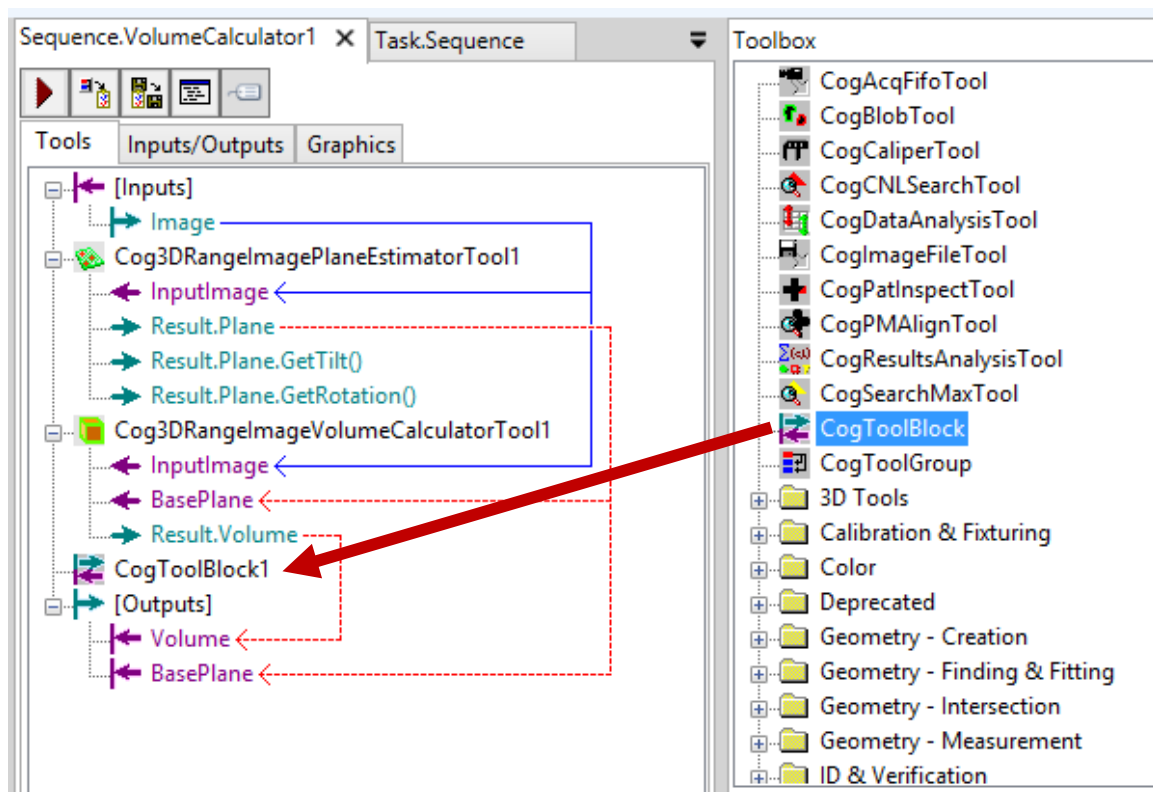 Sequence.VolumeCalculator1
Task.Sequence
Tools
Inputs/Outputs
Graphics
[Inputs]
Image
Cog3DRangeImagePlaneEstimatorTool1
InputImage
Result.Plane
Result.Plane.GetTilt()
Result.Plane.GetRotation()
Cog3DRangeImageVolumeCalculatorTool1
InputImage
BasePlane
Result.Volume
CogToolBlock1
[Outputs]
Volume
BasePlane
Toolbox
CogAcqFifoTool
CogBlobTool
CogCaliperTool
CogCNLSearchTool
CogDataAnalysisTool
CogImageFileTool
CogPatInspectTool
CogPMAlignTool
CogResultsAnalysisTool
CogSearchMaxTool
CogToolBlock
CogToolGroup
3D Tools
Calibration & Fixturing
Color
Deprecated
Geometry - Creation
Geometry - Finding & Fitting
Geometry - Intersection
Geometry - Measurement
ID & Verification